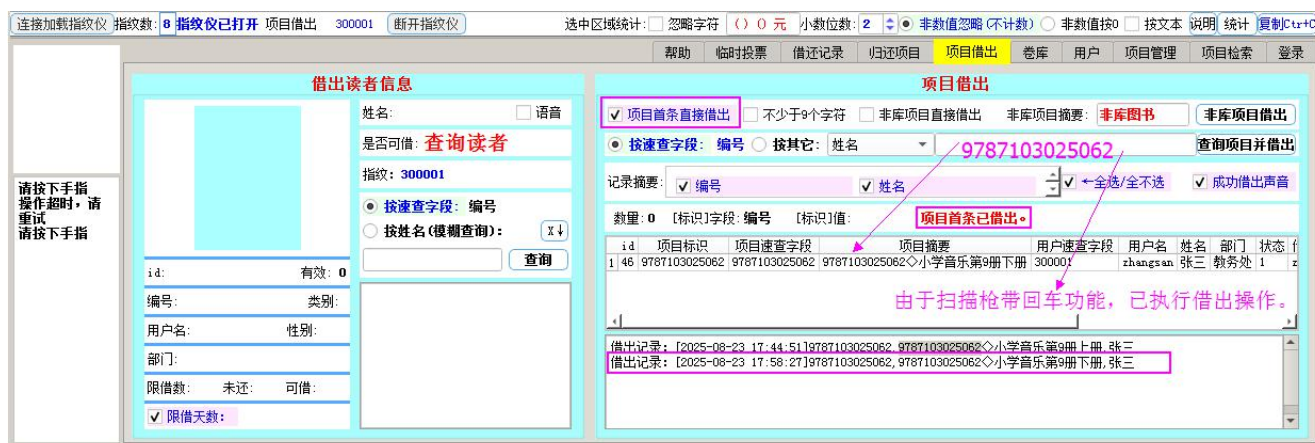 连接加载指纹仪 指纹数: 8 指纹仪已打开 项目借出 300001 断开指纹仪 选中区域统计: 忽略字符 ()() 元 小数位数: 2 非数值忽略(不计数) 非数值按0 按文本 说明 统计 复制Ctr+C
帮助 临时投票 借还记录 归还项目 项目借出 卷库 用户 项目管理 项目检索 登录
请按下手指
操作超时,请
重试
请按下手指
借出读者信息
姓名: 语音
是否可借: 查询读者
指纹: 300001
按速查字段: 编号
按姓名(模糊查询): X↓
查询
id: 有效: 0
编号: 类别:
用户名: 性别:
部门:
限借数: 未还: 可借:
限借天数:
项目借出
项目首条直接借出 不少于9个字符 非库项目直接借出 非库项目摘要: 非库图书 非库项目借出
按速查字段: 编号 按其它: 姓名 9787103025062 查询项目并借出
记录摘要: 编号 姓名 ←全选/全不选 成功借出声音
数量: 0 [标识]字段: 编号 [标识]值: 项目首条已借出。
id 项目标识 项目速查字段 项目摘要 用户速查字段 用户名 姓名 部门 状态
1 46 9787103025062 9787103025062 9787103025062◇小学音乐第9册下册 300001 zhangsan 张三 教务处 1 z
由于扫描枪带回车功能,已执行借出操作。
借出记录: [2025-08-23 17:44:51]9787103025062,9787103025062◇小学音乐第9册上册,张三
借出记录: [2025-08-23 17:58:27]9787103025062,9787103025062◇小学音乐第9册下册,张三